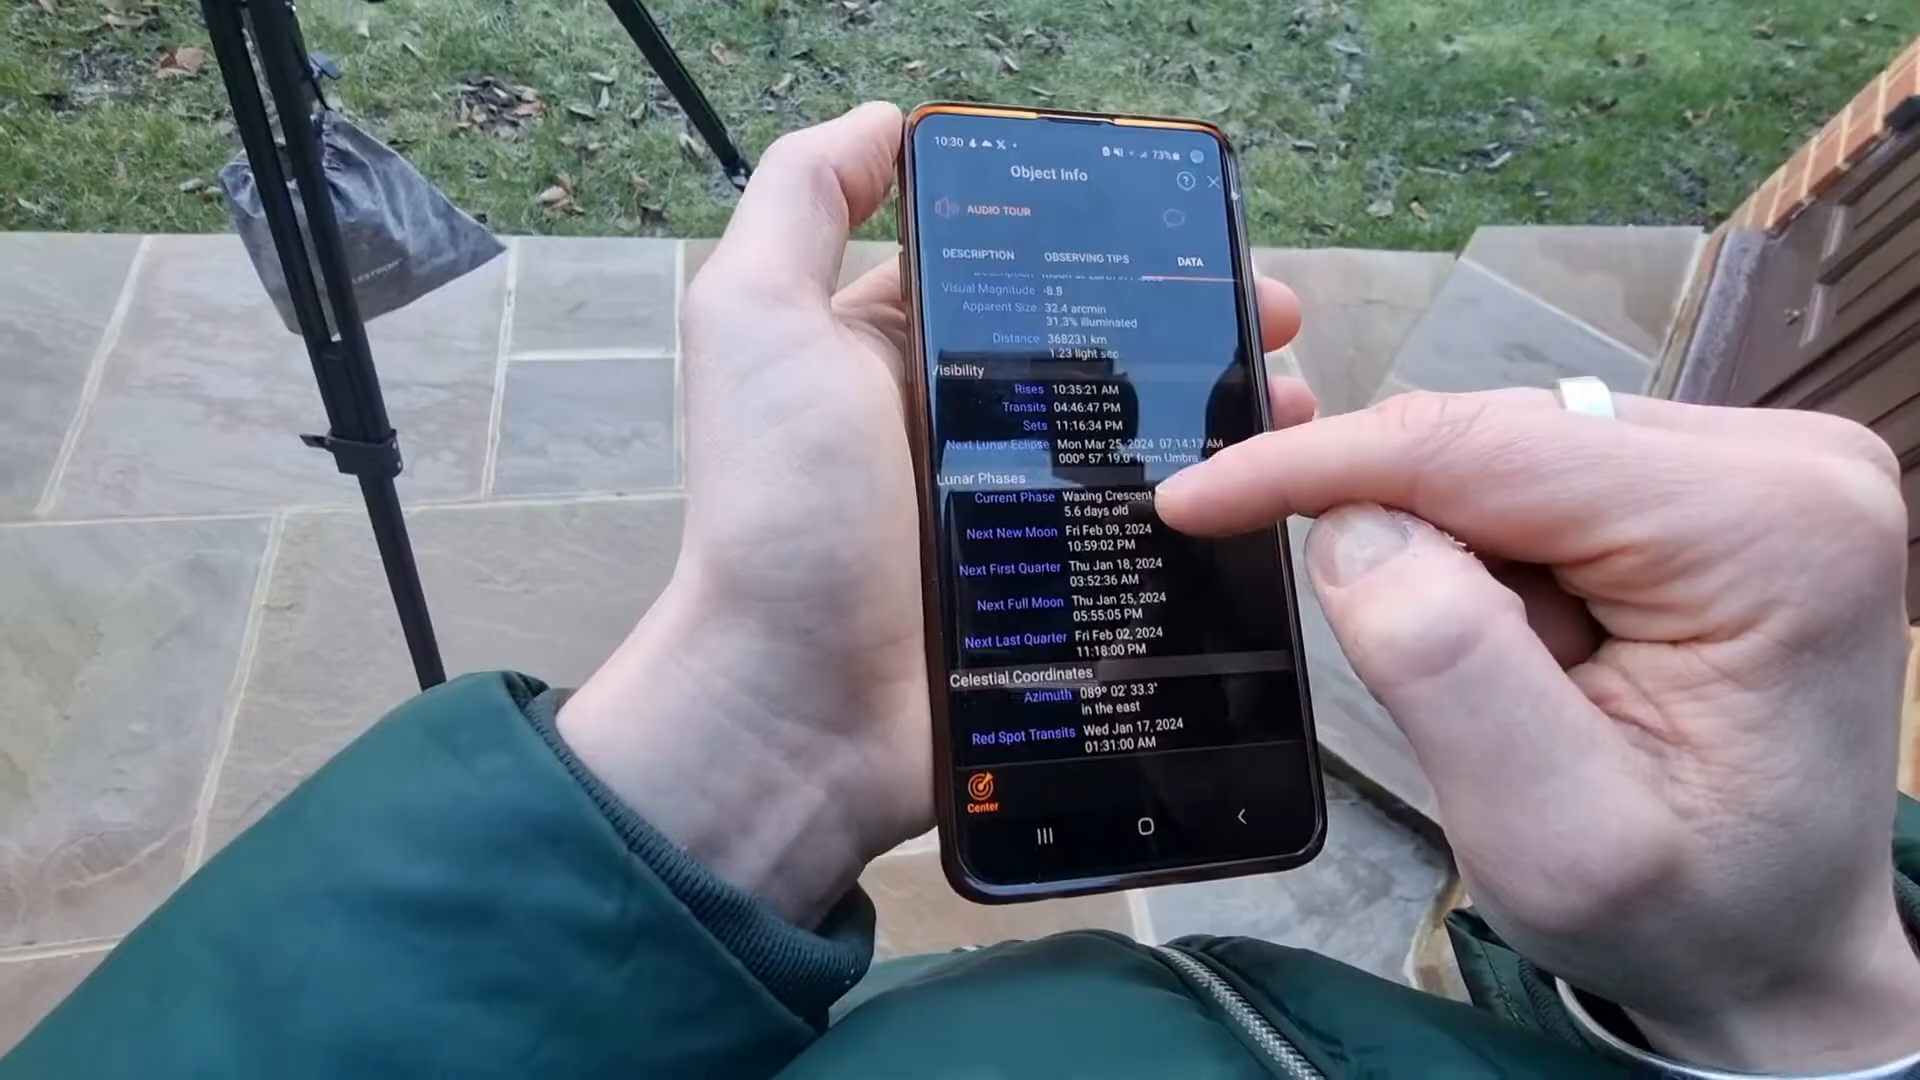 10:30
73%
Object Info
AUDIO TOUR
DESCRIPTION OBSERVING TIPS DATA
Visual Magnitude -8.8
Apparent Size 32.4 arcmin
31.3% illuminated
Distance 368231 km
1.23 light sec
Visibility
Rises 10:35:21 AM
Transits 04:46:47 PM
Sets 11:16:34 PM
Next Lunar Eclipse Mon Mar 25, 2024 07:14:13 AM
000° 57' 19.0" from Umbra
Lunar Phases
Current Phase Waxing Crescent
5.6 days old
Next New Moon Fri Feb 09, 2024
10:59:02 PM
Next First Quarter Thu Jan 18, 2024
03:52:36 AM
Next Full Moon Thu Jan 25, 2024
05:55:05 PM
Next Last Quarter Fri Feb 02, 2024
11:18:00 PM
Celestial Coordinates
Azimuth 089° 02' 33.3"
in the east
Red Spot Transits Wed Jan 17, 2024
01:31:00 AM
Center